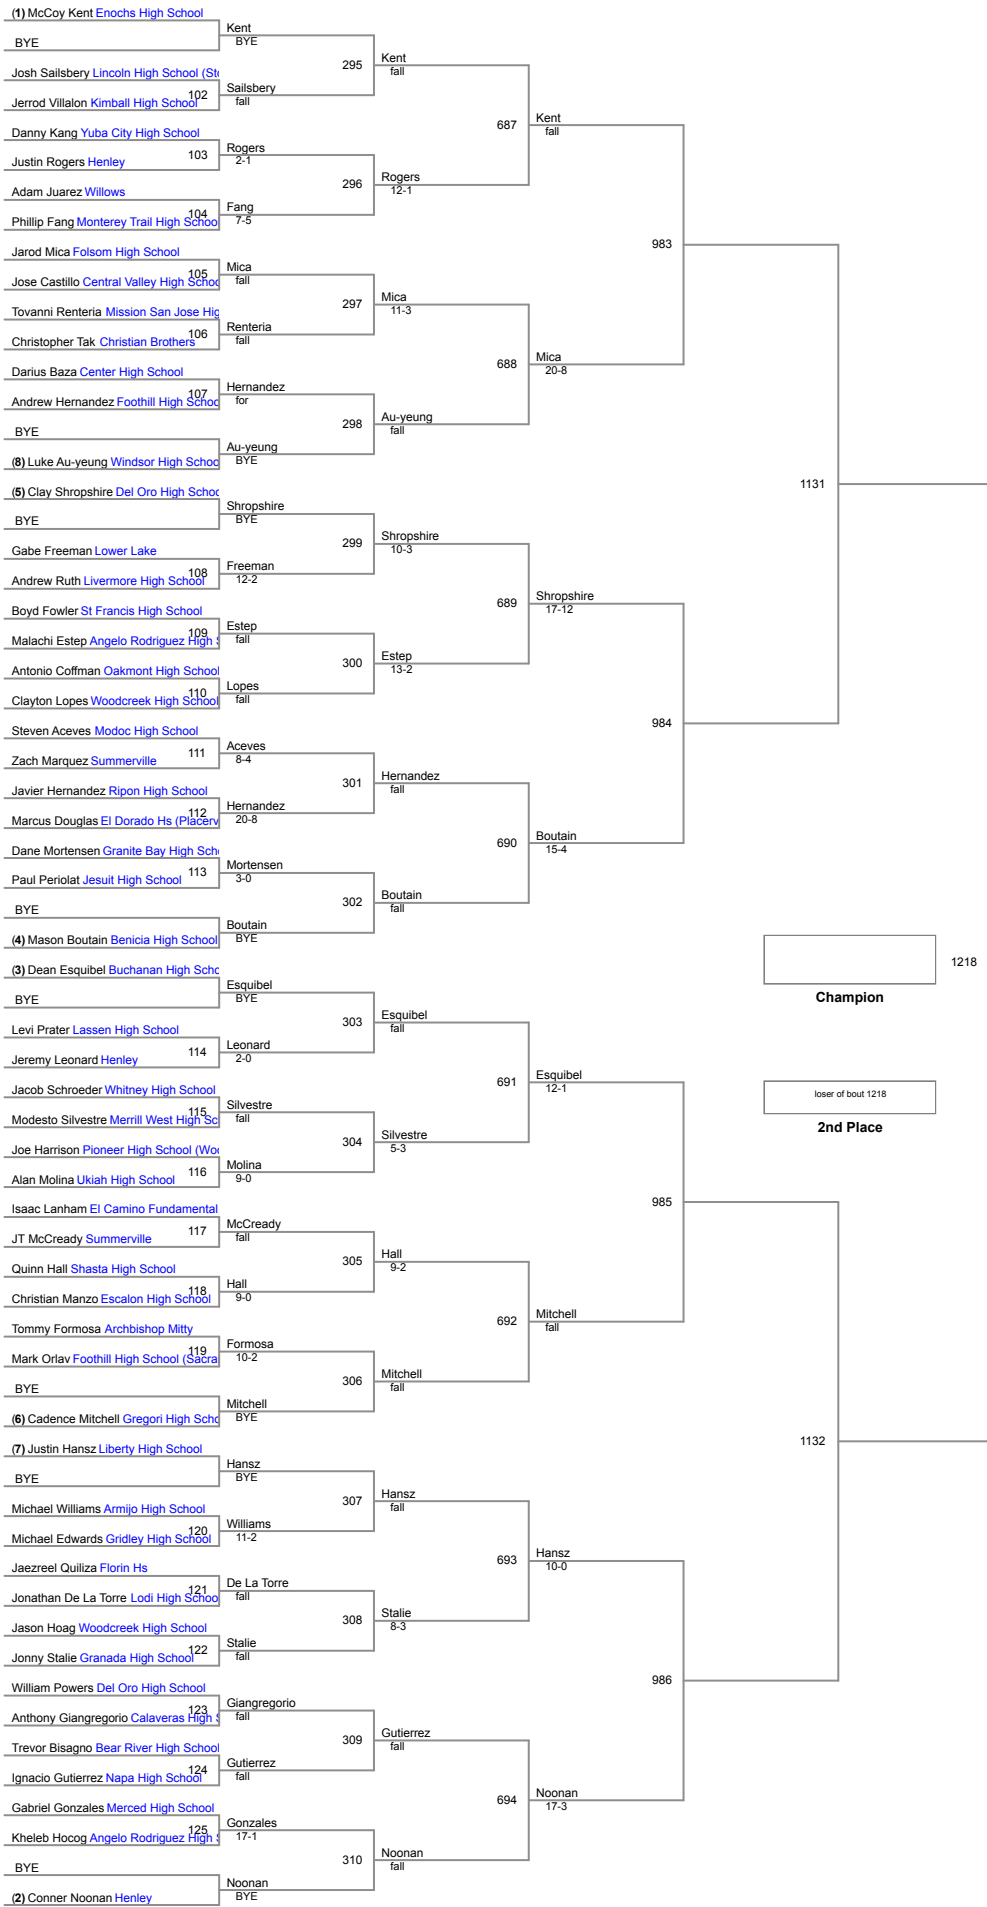 (1) McCoy Kent Enochs High School
BYE
Kent
BYE
295
Kent
fall
Josh Sailsbery Lincoln High School (Sto
Jerrod Villalon Kimball High School
102
Sailsbery
fall
687
Kent
fall
Danny Kang Yuba City High School
Justin Rogers Henley
103
Rogers
2-1
296
Rogers
12-1
Adam Juarez Willows
Phillip Fang Monterey Trail High Schoo
104
Fang
7-5
983
Jarod Mica Folsom High School
Jose Castillo Central Valley High Schoo
105
Mica
fall
297
Mica
11-3
Tovanni Renteria Mission San Jose Hig
Christopher Tak Christian Brothers
106
Renteria
fall
688
Mica
20-8
Darius Baza Center High School
Andrew Hernandez Foothill High Schoo
107
Hernandez
for
298
Au-yeung
fall
BYE
(8) Luke Au-yeung Windsor High Schoo
Au-yeung
BYE
1131
(5) Clay Shropshire Del Oro High Schoo
BYE
Shropshire
BYE
299
Shropshire
10-3
Gabe Freeman Lower Lake
Andrew Ruth Livermore High School
108
Freeman
12-2
689
Shropshire
17-12
Boyd Fowler St Francis High School
Malachi Estep Angelo Rodriguez High S
109
Estep
fall
300
Estep
13-2
Antonio Coffman Oakmont High School
Clayton Lopes Woodcreek High School
110
Lopes
fall
984
Steven Aceves Modoc High School
Zach Marquez Summerville
111
Aceves
8-4
301
Hernandez
fall
Javier Hernandez Ripon High School
Marcus Douglas El Dorado Hs (Placerv
112
Hernandez
20-8
690
Boutain
15-4
Dane Mortensen Granite Bay High Scho
Paul Periolat Jesuit High School
113
Mortensen
3-0
302
Boutain
fall
BYE
(4) Mason Boutain Benicia High School
Boutain
BYE
1218
Champion
(3) Dean Esquibel Buchanan High Scho
BYE
Esquibel
BYE
303
Esquibel
fall
Levi Prater Lassen High School
Jeremy Leonard Henley
114
Leonard
2-0
691
Esquibel
12-1
loser of bout 1218
2nd Place
Jacob Schroeder Whitney High School
Modesto Silvestre Merrill West High Sc
115
Silvestre
fall
304
Silvestre
5-3
Joe Harrison Pioneer High School (Woo
Alan Molina Ukiah High School
116
Molina
9-0
985
Isaac Lanham El Camino Fundamental
JT McCready Summerville
117
McCready
fall
305
Hall
9-2
Quinn Hall Shasta High School
Christian Manzo Escalon High School
118
Hall
9-0
692
Mitchell
fall
Tommy Formosa Archbishop Mitty
Mark Orlav Foothill High School (Sacra
119
Formosa
10-2
306
Mitchell
fall
BYE
(6) Cadence Mitchell Gregori High Scho
Mitchell
BYE
1132
(7) Justin Hansz Liberty High School
BYE
Hansz
BYE
307
Hansz
fall
Michael Williams Armijo High School
Michael Edwards Gridley High School
120
Williams
11-2
693
Hansz
10-0
Jaezreel Quiliza Florin Hs
Jonathan De La Torre Lodi High Schoo
121
De La Torre
fall
308
Stalie
8-3
Jason Hoag Woodcreek High School
Jonny Stalie Granada High School
122
Stalie
fall
986
William Powers Del Oro High School
Anthony Giangregorio Calaveras High S
123
Giangregorio
fall
309
Gutierrez
fall
Trevor Bisagno Bear River High School
Ignacio Gutierrez Napa High School
124
Gutierrez
fall
694
Noonan
17-3
Gabriel Gonzales Merced High School
Kheleb Hocog Angelo Rodriguez High S
125
Gonzales
17-1
310
Noonan
fall
BYE
(2) Conner Noonan Henley
Noonan
BYE